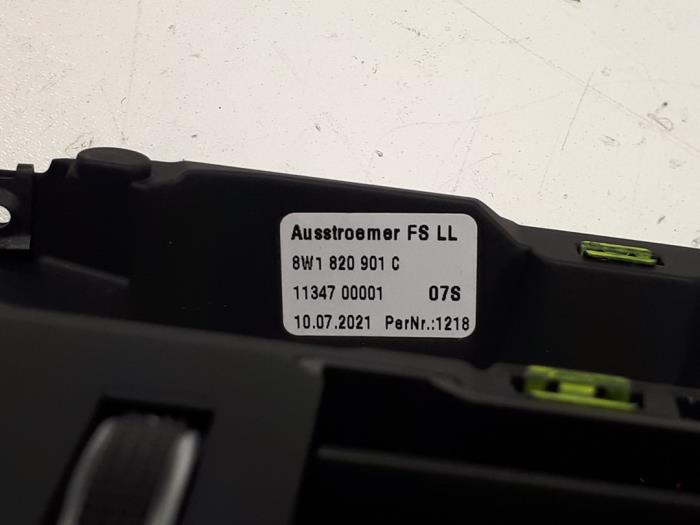 Ausstroemer FS LL
8W1 820 901 C
11347 00001 07S
10.07.2021 PerNr.:1218